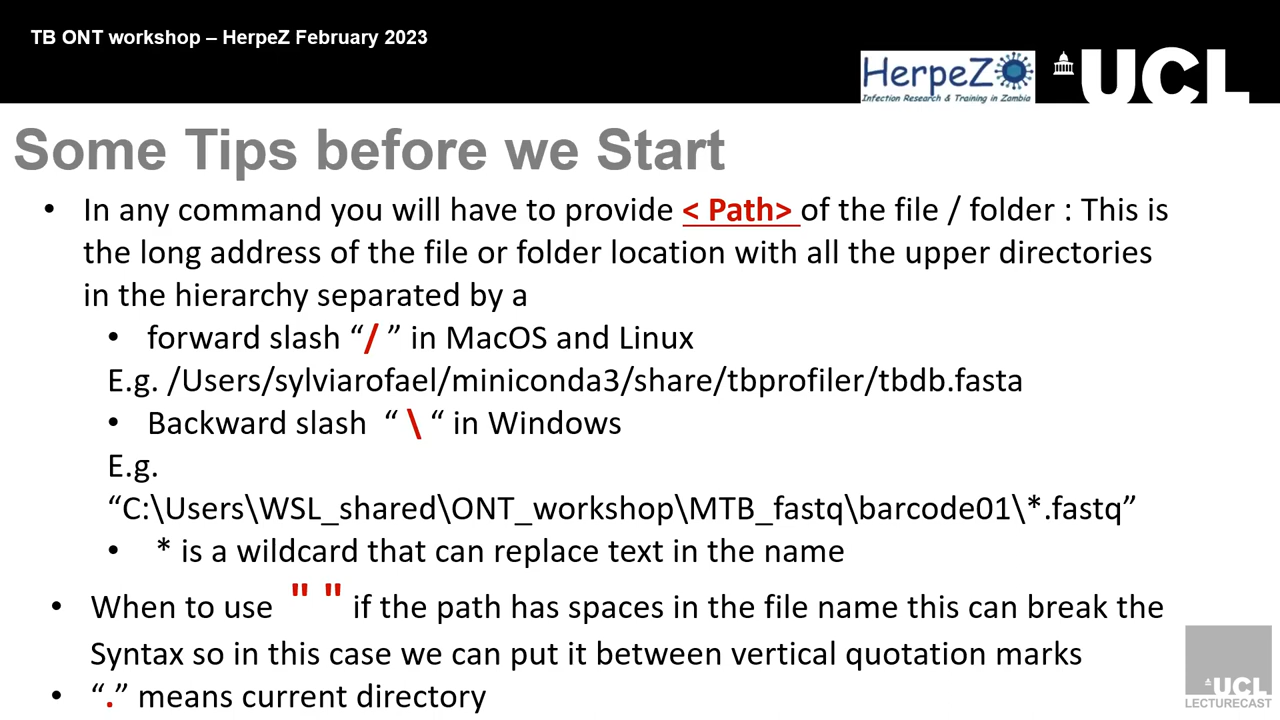 TB ONT workshop – HerpeZ February 2023
HerpeZ
Infection Research & Training in Zambia
UCL
Some Tips before we Start
• In any command you will have to provide < Path> of the file / folder : This is
the long address of the file or folder location with all the upper directories
in the hierarchy separated by a
• forward slash “/ ” in MacOS and Linux
E.g. /Users/sylviarofael/miniconda3/share/tbprofiler/tbdb.fasta
• Backward slash “ \ “ in Windows
E.g.
“C:\Users\WSL_shared\ONT_workshop\MTB_fastq\barcode01\*.fastq”
• * is a wildcard that can replace text in the name
• When to use " " if the path has spaces in the file name this can break the
Syntax so in this case we can put it between vertical quotation marks
• “.” means current directory
UCL
LECTURECAST